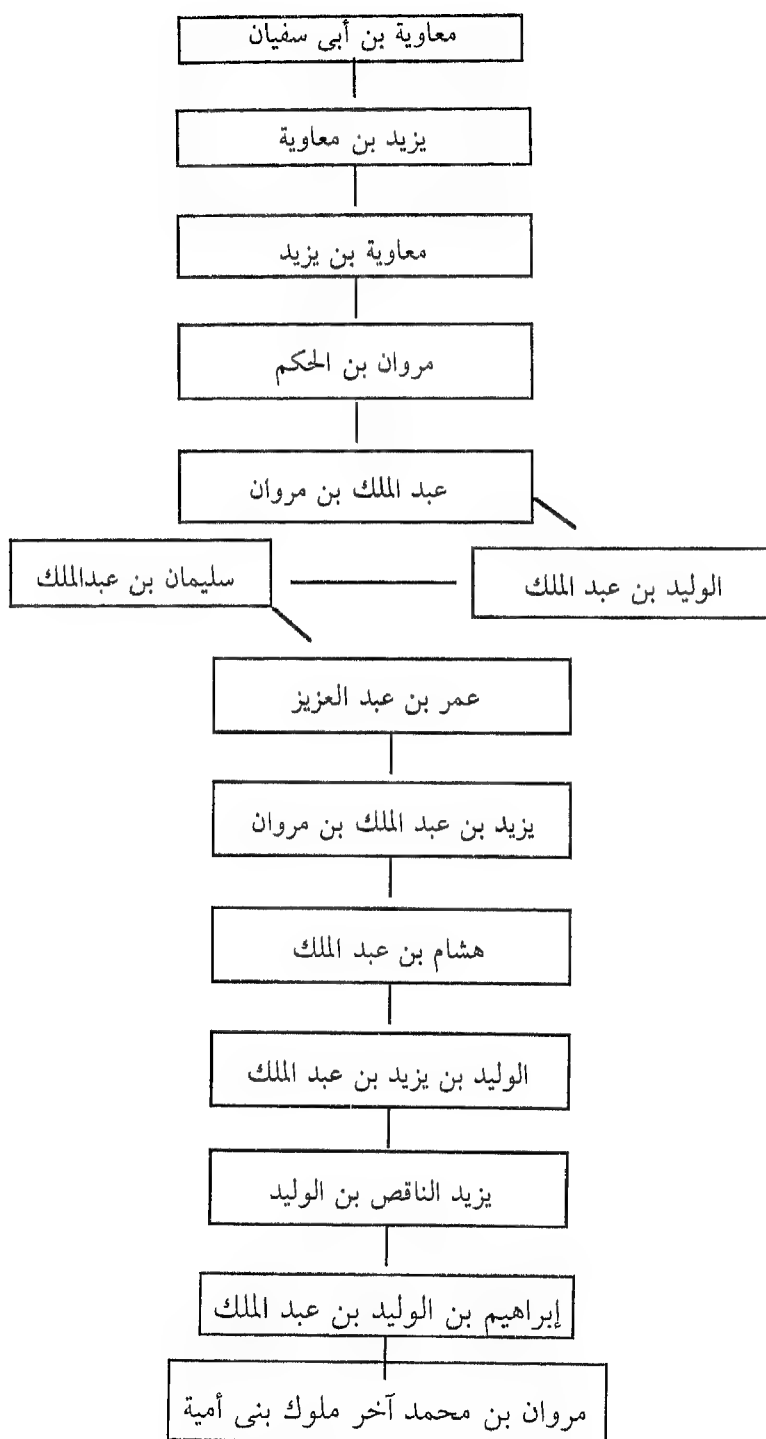 معاوية بن أبى سفيان
يزيد بن معاوية
معاوية بن يزيد
مروان بن الحكم
عبد الملك بن مروان
الوليد بن عبد الملك
سليمان بن عبدالملك
عمر بن عبد العزيز
يزيد بن عبد الملك بن مروان
هشام بن عبد الملك
الوليد بن يزيد بن عبد الملك
يزيد الناقص بن الوليد
إبراهيم بن الوليد بن عبد الملك
مروان بن محمد آخر ملوك بنى أمية